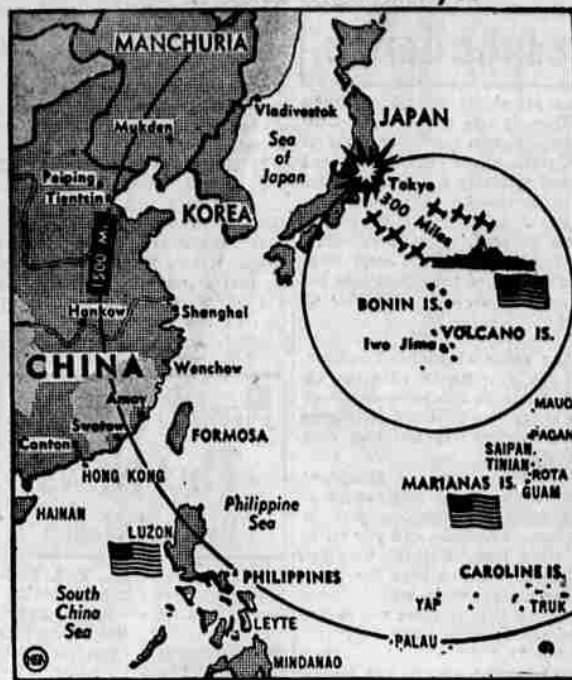 MANCHURIA
Mukden
Vladivostok
Sea
of
Japan
JAPAN
Peiping
Tientsin
KOREA
Tokyo
300 Miles
1500 M.
Hankow
Shanghai
BONIN IS.
VOLCANO IS.
Iwo Jima
CHINA
Wenchow
Amoy
Swatow
Canton
FORMOSA
HONG KONG
HAINAN
MAUG
PAGAN
SAIPAN
TINIAN
ROTA
MARIANAS IS.
GUAM
Philippine
Sea
LUZON
PHILIPPINES
CAROLINE IS.
South
China
Sea
YAP
TRUK
LEYTE
PALAU
MINDANAO
NEA